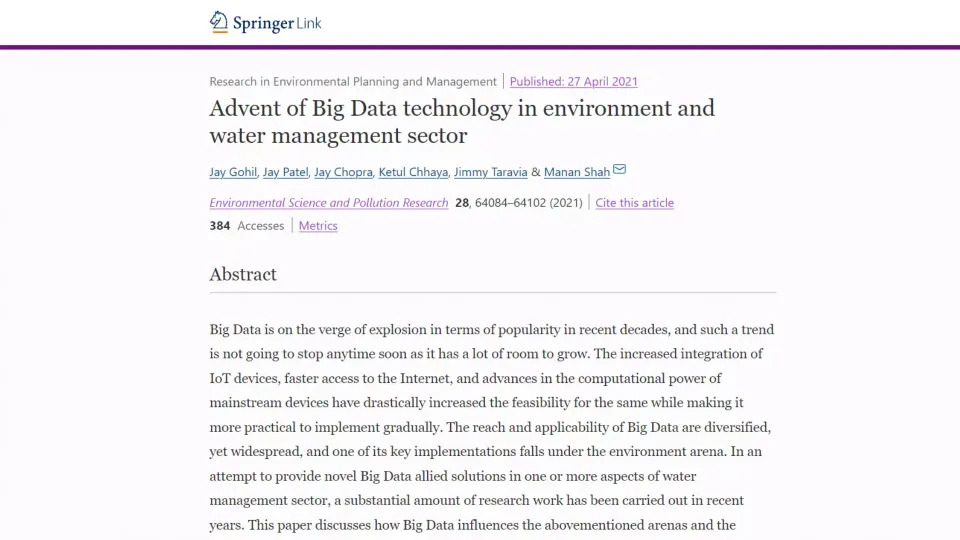 Springer Link
Research in Environmental Planning and Management | Published: 27 April 2021
Advent of Big Data technology in environment and
water management sector
Jay Gohil, Jay Patel, Jay Chopra, Ketul Chhaya, Jimmy Taravia & Manan Shah
Environmental Science and Pollution Research 28, 64084–64102 (2021) | Cite this article
384 Accesses | Metrics
Abstract
Big Data is on the verge of explosion in terms of popularity in recent decades, and such a trend
is not going to stop anytime soon as it has a lot of room to grow. The increased integration of
IoT devices, faster access to the Internet, and advances in the computational power of
mainstream devices have drastically increased the feasibility for the same while making it
more practical to implement gradually. The reach and applicability of Big Data are diversified,
yet widespread, and one of its key implementations falls under the environment arena. In an
attempt to provide novel Big Data allied solutions in one or more aspects of water
management sector, a substantial amount of research work has been carried out in recent
years. This paper discusses how Big Data influences the abovementioned arenas and the